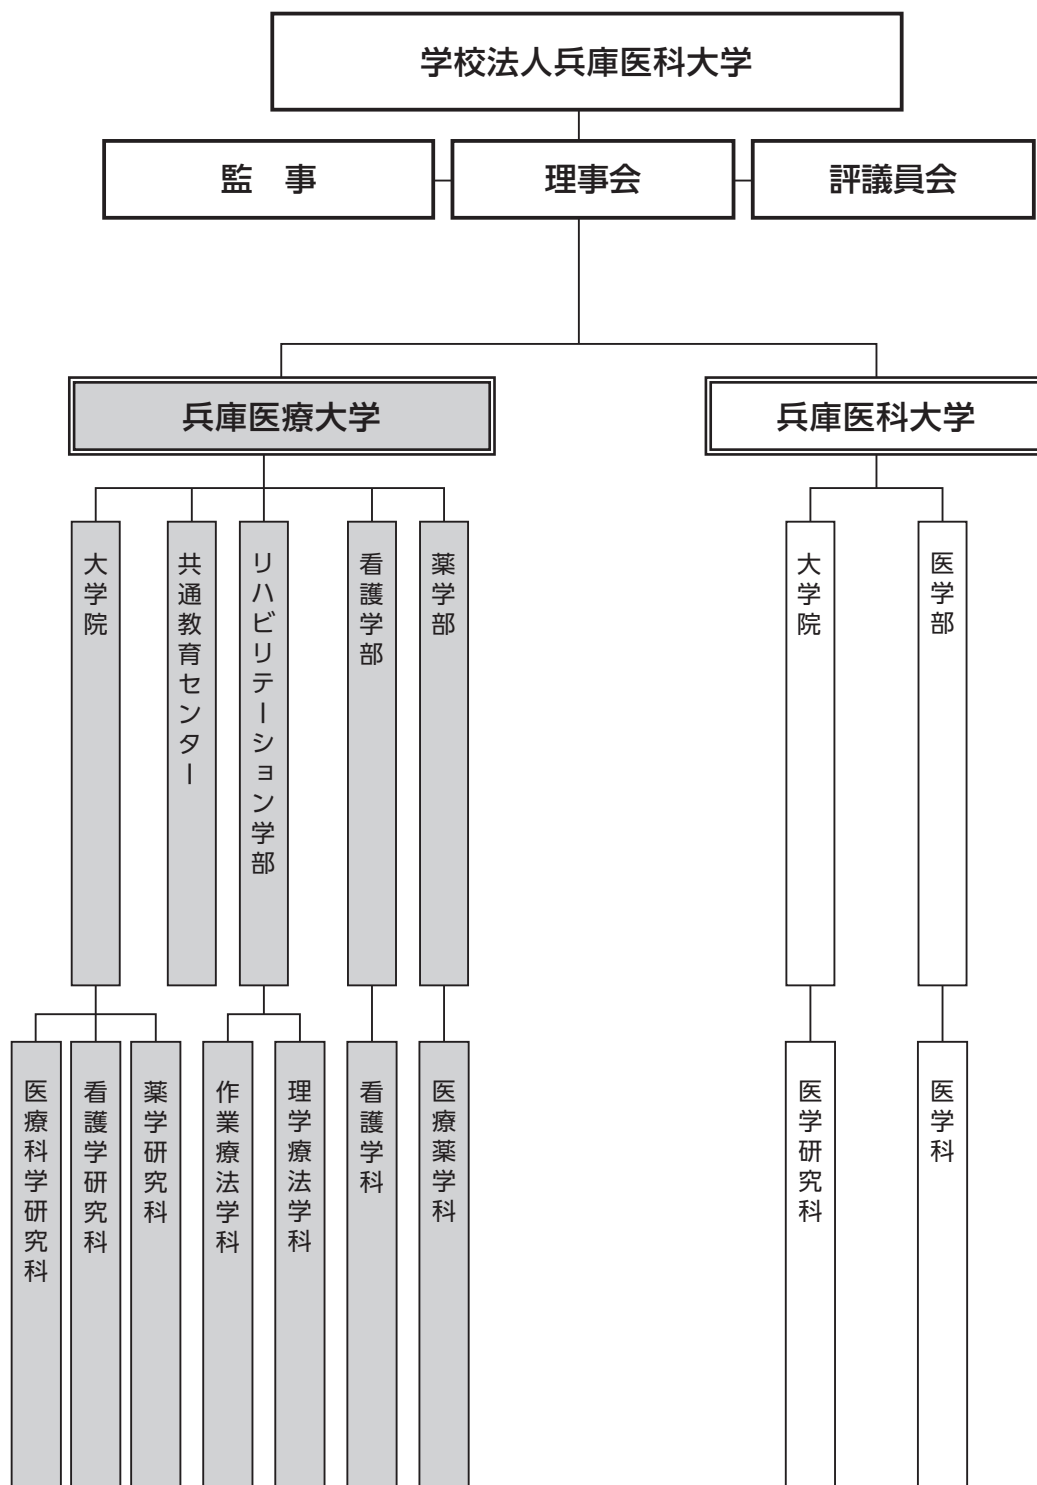 学校法人兵庫医科大学
監　事
理事会
評議員会
兵庫医療大学
兵庫医科大学
大学院
共通教育センター
リハビリテーション学部
看護学部
薬学部
大学院
医学部
医療科学研究科
看護学研究科
薬学研究科
作業療法学科
理学療法学科
看護学科
医療薬学科
医学研究科
医学科